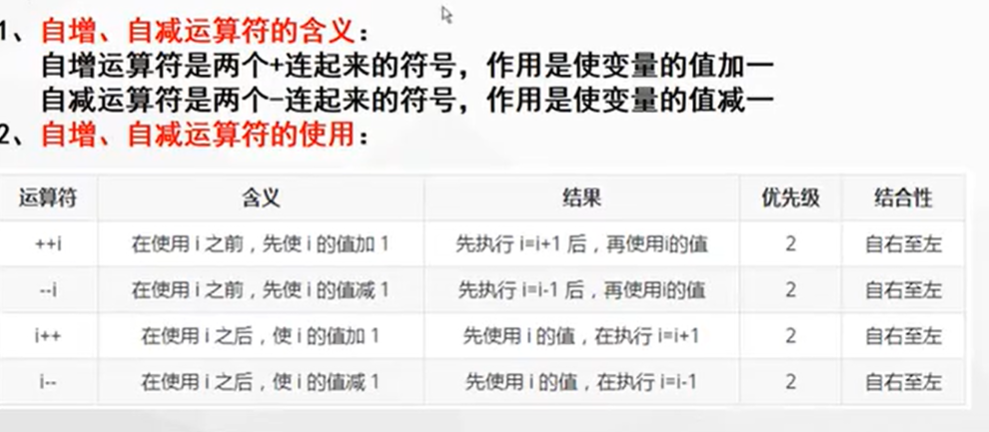 1、自增、自减运算符的含义：
自增运算符是两个+连起来的符号，作用是使变量的值加一
自减运算符是两个-连起来的符号，作用是使变量的值减一
2、自增、自减运算符的使用：
运算符 含义 结果 优先级 结合性
++i 在使用 i 之前，先使 i 的值加 1 先执行 i=i+1 后，再使用i的值 2 自右至左
--i 在使用 i 之前，先使 i 的值减 1 先执行 i=i-1 后，再使用i的值 2 自右至左
i++ 在使用 i 之后，使 i 的值加 1 先使用 i 的值，在执行 i=i+1 2 自右至左
i-- 在使用 i 之后，使 i 的值减 1 先使用 i 的值，在执行 i=i-1 2 自右至左